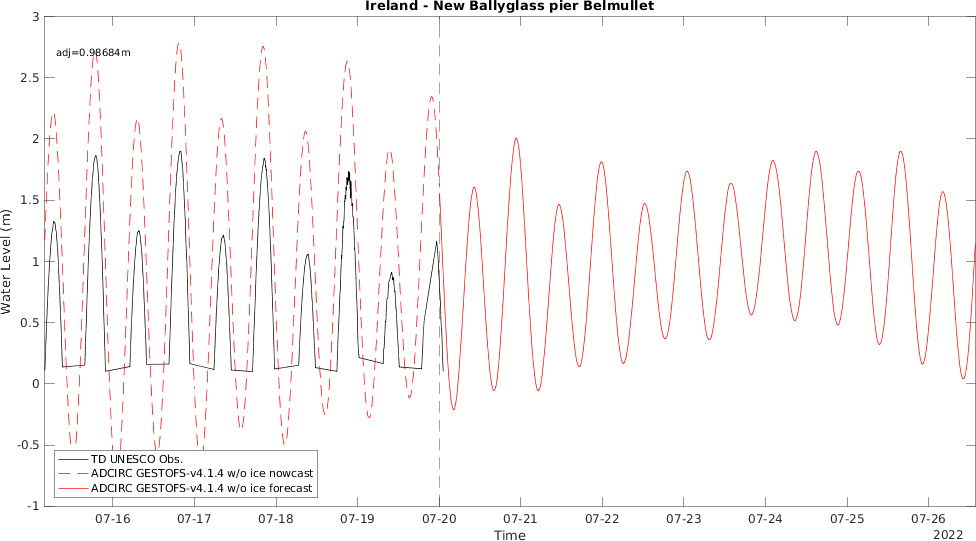 Ireland - New Ballyglass pier Belmullet
adj=0.98684m
3
2.5
2
1.5
1
0.5
0
-0.5
-1
Water Level (m)
TD UNESCO Obs.
ADCIRC GESTOFS-v4.1.4 w/o ice nowcast
ADCIRC GESTOFS-v4.1.4 w/o ice forecast
07-16 07-17 07-18 07-19 07-20 07-21 07-22 07-23 07-24 07-25 07-26
Time
2022